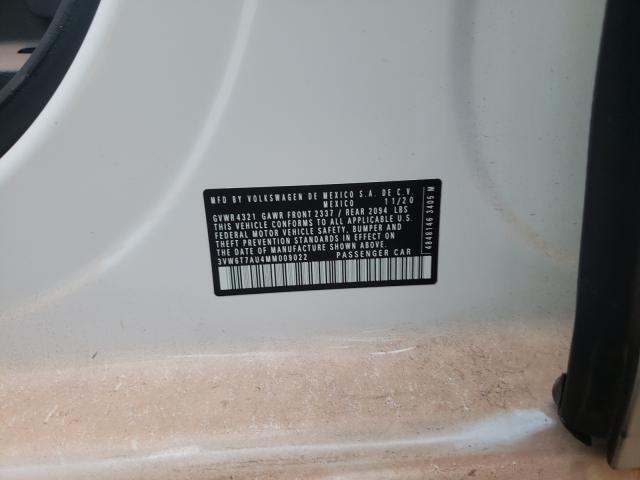 MFD BY VOLKSWAGEN DE MEXICO S.A. DE C.V.
MEXICO 11/20
GVWR 4321 GAWR FRONT 2337 / REAR 2094 LBS
THIS VEHICLE CONFORMS TO ALL APPLICABLE U.S.
FEDERAL MOTOR VEHICLE SAFETY, BUMPER AND
THEFT PREVENTION STANDARDS IN EFFECT ON
THE DATE OF MANUFACTURE SHOWN ABOVE.
3VW6T7AU4MM009022 PASSENGER CAR
4848146 3405 M